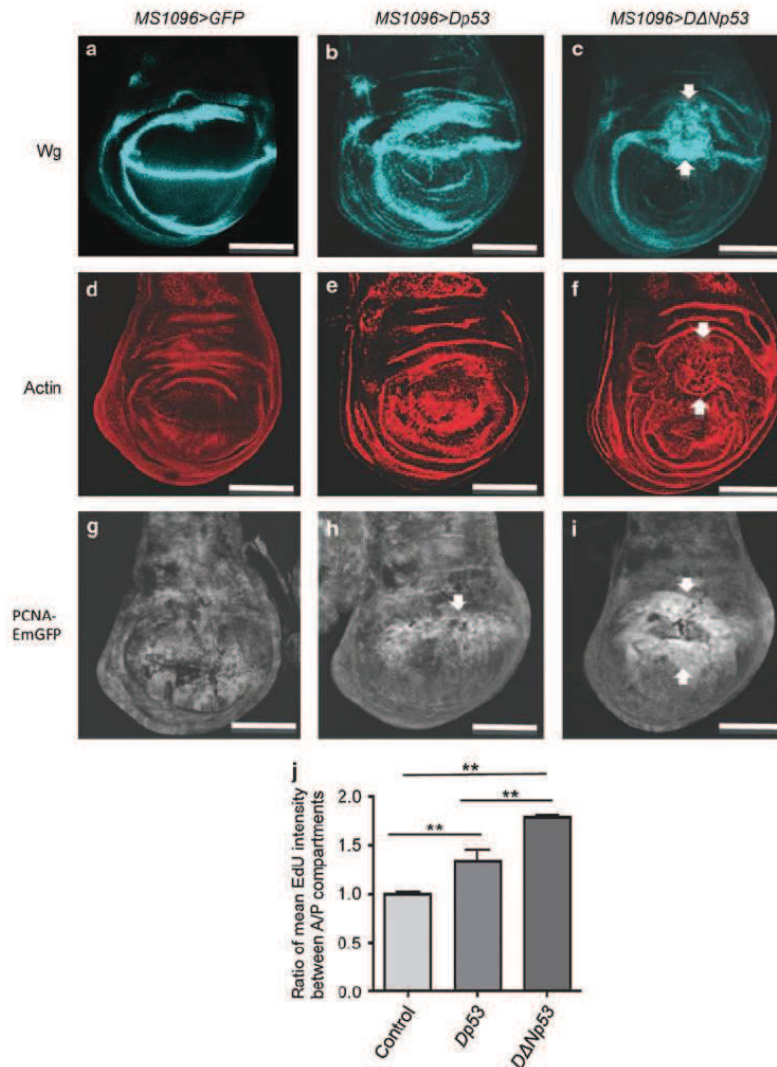 MS1096>GFP MS1096>Dp53 MS1096>DΔNp53
a b c
Wg
d e f
Actin
g h i
PCNA-
EmGFP
j
**
** **
2.0
1.5
1.0
0.5
0.0
Ratio of mean EdU intensity
between A/P compartments
Control Dp53 DΔNp53